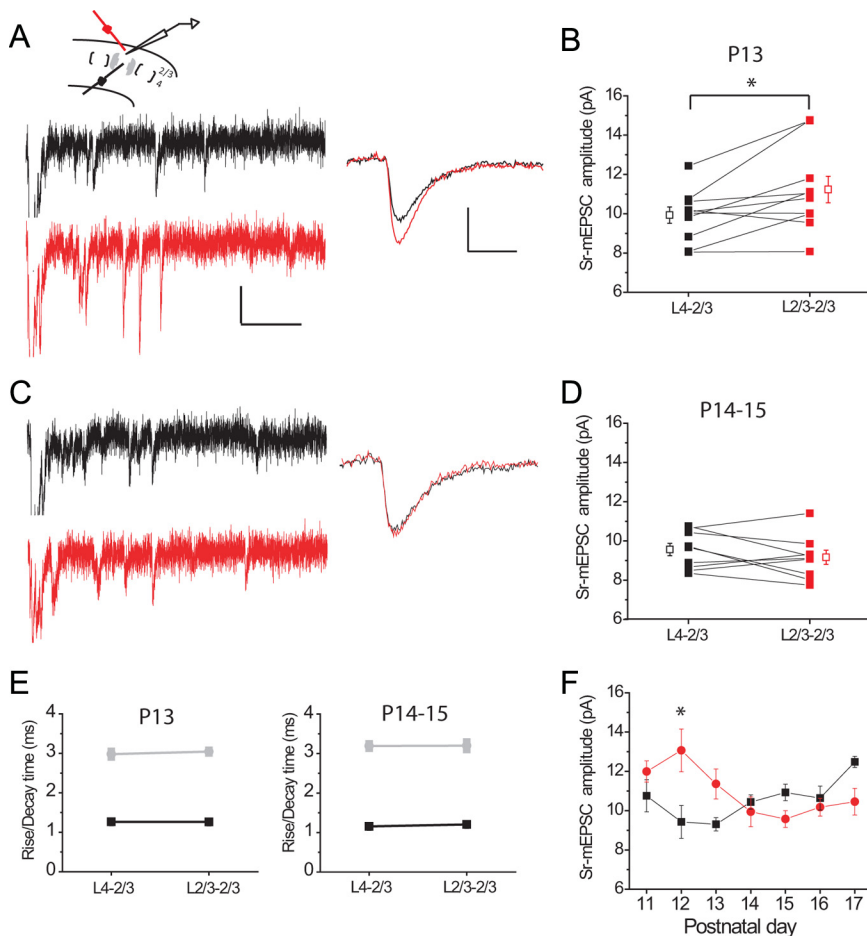 A
2/3
4
B
P13
*
Sr-mEPSC amplitude (pA)
16
14
12
10
8
6
L4-2/3 L2/3-2/3
C
D
P14-15
Sr-mEPSC amplitude (pA)
16
14
12
10
8
6
L4-2/3 L2/3-2/3
E
P13
Rise/Decay time (ms)
4
3
2
1
0
L4-2/3 L2/3-2/3
P14-15
Rise/Decay time (ms)
4
3
2
1
0
L4-2/3 L2/3-2/3
F
*
Sr-mEPSC amplitude (pA)
16
14
12
10
8
6
11 12 13 14 15 16 17
Postnatal day